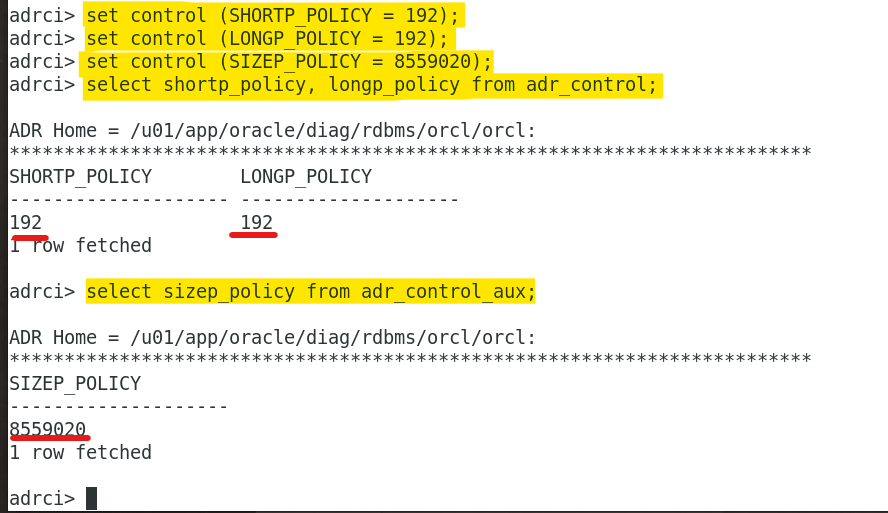 adrci> set control (SHORTP_POLICY = 192);
adrci> set control (LONGP_POLICY = 192);
adrci> set control (SIZEP_POLICY = 8559020);
adrci> select shortp_policy, longp_policy from adr_control;
ADR Home = /u01/app/oracle/diag/rdbms/orcl/orcl:
*************************************************************************
SHORTP_POLICY        LONGP_POLICY
-------------------- --------------------
192                  192
1 row fetched
adrci> select sizep_policy from adr_control_aux;
ADR Home = /u01/app/oracle/diag/rdbms/orcl/orcl:
*************************************************************************
SIZEP_POLICY
--------------------
8559020
1 row fetched
adrci>